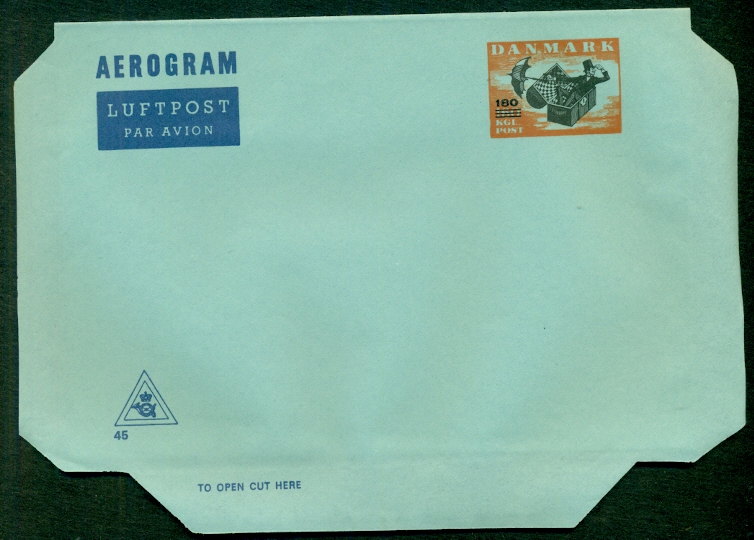 AEROGRAM
LUFTPOST
PAR AVION
DANMARK
180
KGL
POST
45
TO OPEN CUT HERE